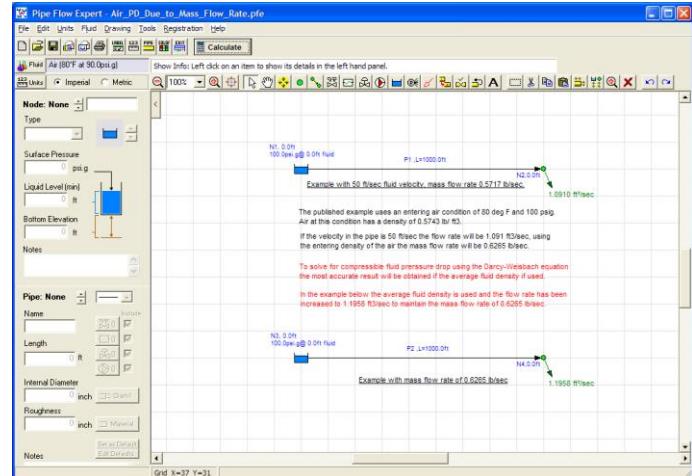 Pipe Flow Expert - Air_PD_Due_to_Mass_Flow_Rate.pfe
File Edit Units Fluid Drawing Tools Registration Help
Calculate
Fluid Air (80°F at 90.0psi.g) Show Info: Left click on an item to show its details in the left hand panel.
Units Imperial Metric 100%
Node: None
Type
Surface Pressure
0 psi.g
Liquid Level (min)
0 ft
Bottom Elevation
0 ft
Notes
Pipe: None
Name Include
Length
0 ft
Internal Diameter
0 inch
Roughness
0 inch Material
Set as Default
Notes Edit Defaults
N1, 0.0ft
100.0psi.g@ 0.0ft fluid
P1 ,L=1000.0ft
N2,0.0ft
1.0910 ft³/sec
Example with 50 ft/sec fluid velocity, mass flow rate 0.5717 lb/sec.
The published example uses an entering air condition of 80 deg F and 100 psig.
Air at this condition has a density of 0.5743 lb/ ft3.
If the velocity in the pipe is 50 ft/sec the flow rate will be 1.091 ft3/sec, using
the entering density of the air the mass flow rate will be 0.6265 lb/sec.
To solve for compressible fluid pressure drop using the Darcy-Weisbach equation
the most accurate result will be obtained if the average fluid density if used.
In the example below the average fluid density is used and the flow rate has been
increased to 1.1958 ft3/sec to maintain the mass flow rate of 0.6265 lb/sec.
N3, 0.0ft
100.0psi.g@ 0.0ft fluid
P2 ,L=1000.0ft
N4,0.0ft
1.1958 ft³/sec
Example with mass flow rate of 0.6265 lb/sec
Grid X=37 Y=31